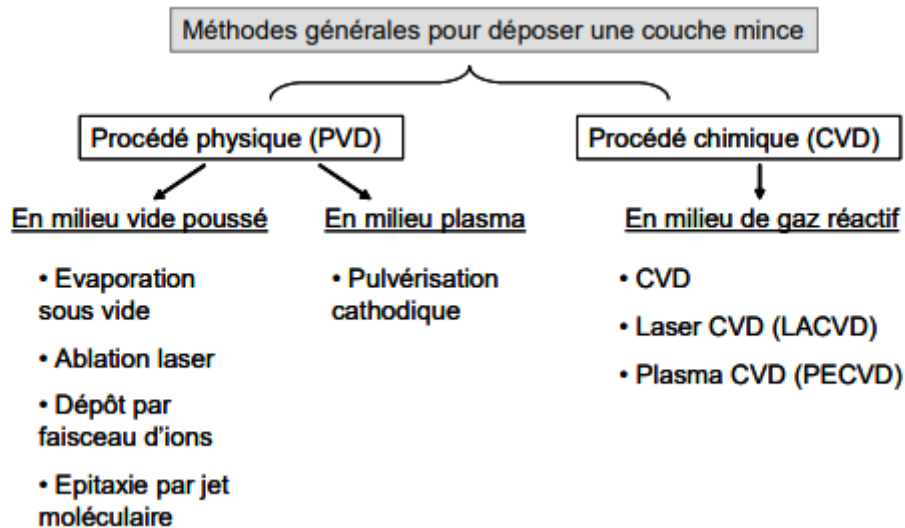 Méthodes générales pour déposer une couche mince
Procédé physique (PVD)
Procédé chimique (CVD)
En milieu vide poussé
• Evaporation
sous vide
• Ablation laser
• Dépôt par
faisceau d'ions
• Epitaxie par jet
moléculaire
En milieu plasma
• Pulvérisation
cathodique
En milieu de gaz réactif
• CVD
• Laser CVD (LACVD)
• Plasma CVD (PECVD)